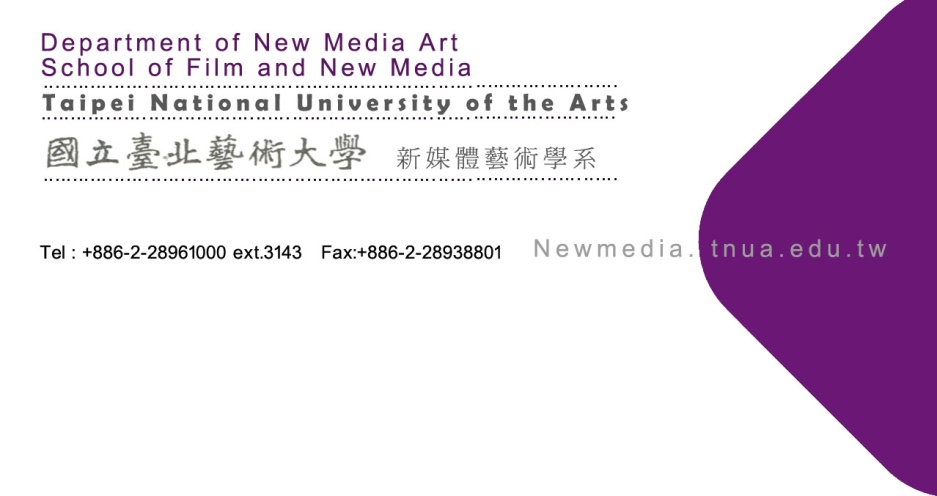 Department of New Media Art
School of Film and New Media
Taipei National University of the Arts
國立臺北藝術大學 新媒體藝術學系
Tel : +886-2-28961000 ext.3143 Fax:+886-2-28938801 Newmedia.tnua.edu.tw